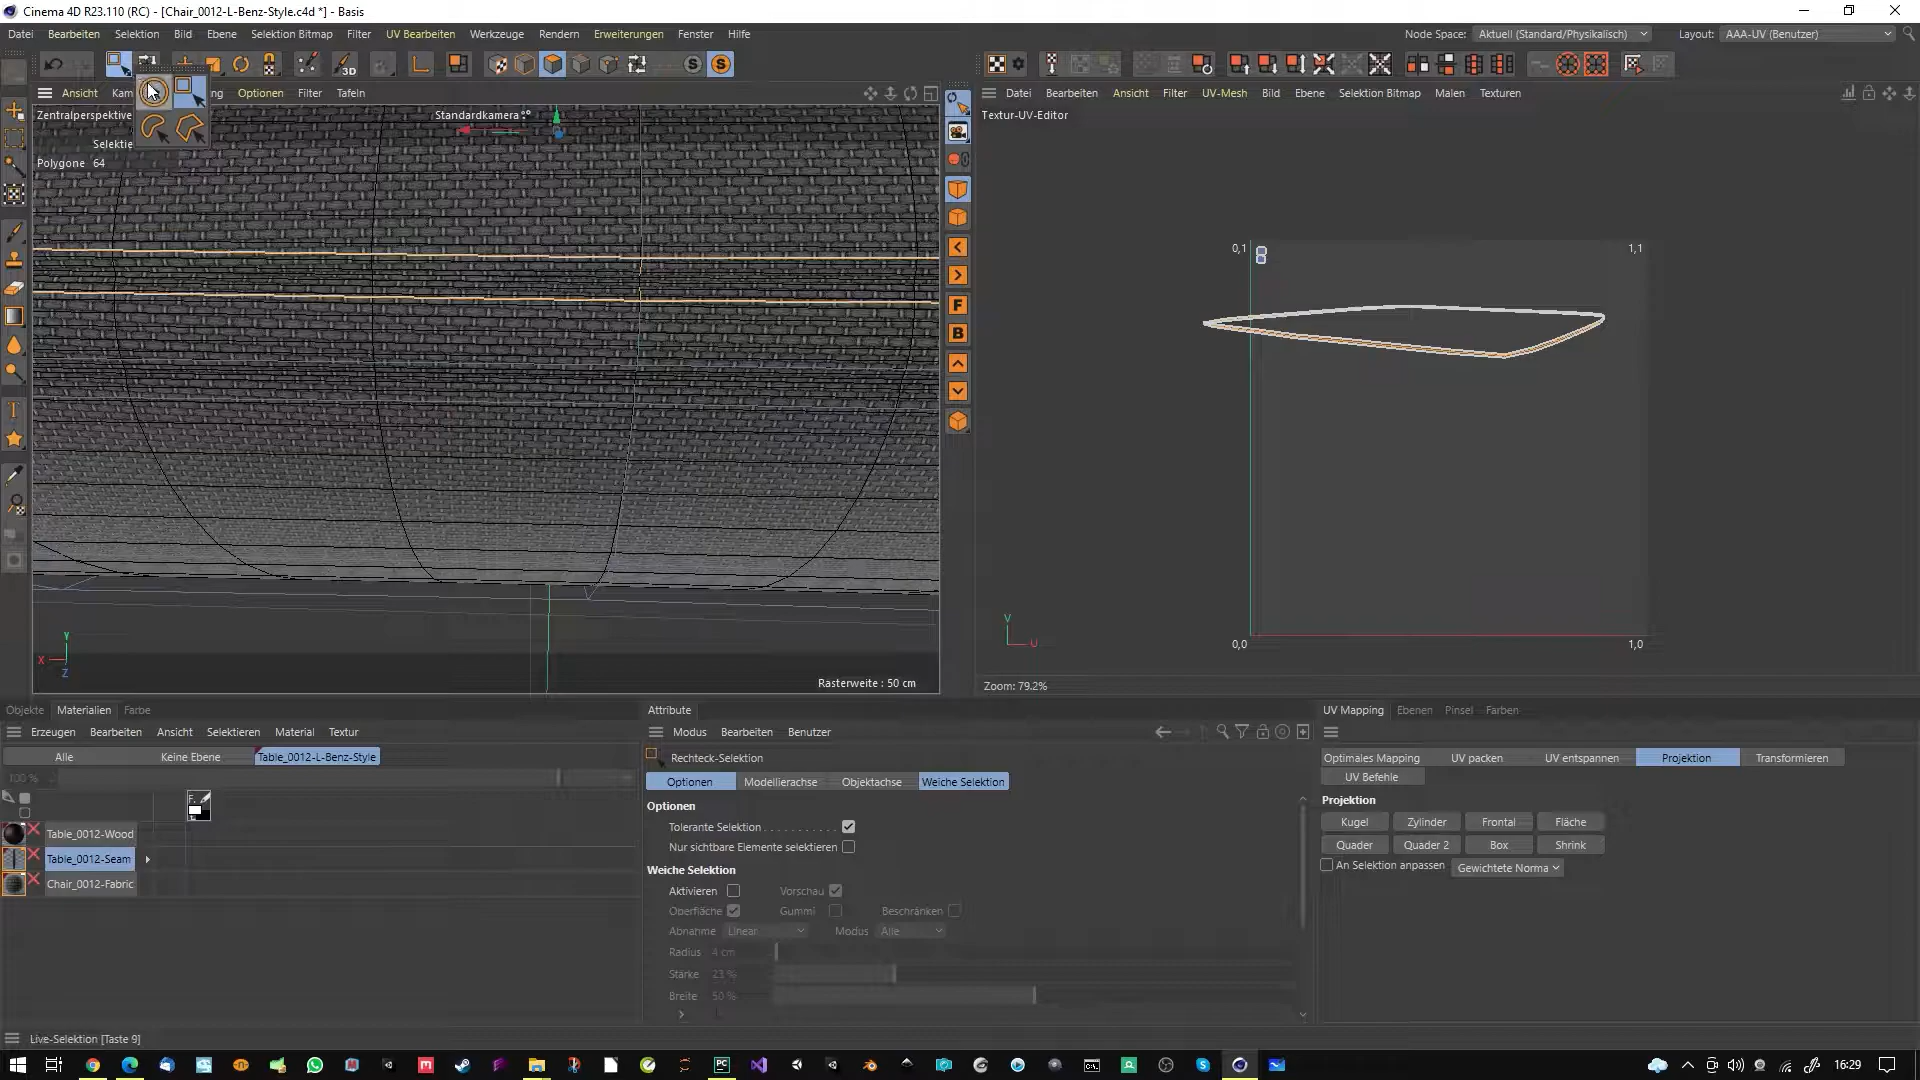 Cinema 4D R23.110 (RC) - [Chair_0012-L-Benz-Style.c4d *] - Basis
Datei Bearbeiten Selektion Bild Ebene Selektion Bitmap Filter UV Bearbeiten Werkzeuge Rendern Erweiterungen Fenster Hilfe
Node Space: Aktuell (Standard/Physikalisch) Layout: AAA-UV (Benutzer)
Ansicht Kam ng Optionen Filter Tafeln
Datei Bearbeiten Ansicht Filter UV-Mesh Bild Ebene Selektion Bitmap Malen Texturen
Zentralperspektive Standardkamera
Textur-UV-Editor
Selektie
Polygone 64
0,1 1,1
0,0 1,0
Y
X
Z
V
U
Rasterweite : 50 cm
Zoom: 79.2%
Objekte Materialien Farbe
Erzeugen Bearbeiten Ansicht Selektieren Material Textur
Alle Keine Ebene Table_0012-L-Benz-Style
100 %
F.
Table_0012-Wood
Table_0012-Seam
Chair_0012-Fabric
Attribute
Modus Bearbeiten Benutzer
Rechteck-Selektion
Optionen Modellierachse Objektachse Weiche Selektion
Optionen
Tolerante Selektion
Nur sichtbare Elemente selektieren
Weiche Selektion
Aktivieren Vorschau
Oberfläche Gummi Beschränken
Abnahme Linear Modus Alle
Radius 4 cm
Stärke 23 %
Breite 50 %
UV Mapping Ebenen Pinsel Farben
Optimales Mapping UV packen UV entspannen Projektion Transformieren
UV Befehle
Projektion
Kugel Zylinder Frontal Fläche
Quader Quader 2 Box Shrink
An Selektion anpassen Gewichtete Norma
Live-Selektion [Taste 9]
16:29